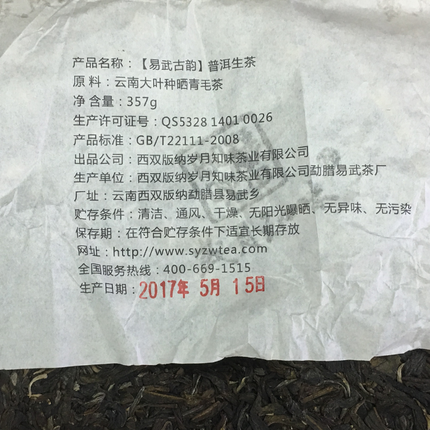 产品名称:【易武古韵】普洱生茶
原料:云南大叶种晒青毛茶
净含量:357g
生产许可证号:QS5328 1401 0026
产品标准:GB/T22111-2008
出品公司:西双版纳岁月知味茶业有限公司
生产单位:西双版纳岁月知味茶业有限公司勐腊易武茶厂
厂址:云南西双版纳勐腊县易武乡
贮存条件:清洁、通风、干燥、无阳光曝晒、无异味、无污染
保存期:在符合贮存条件下适宜长期存放
网址:http://www.syzwtea.com
全国服务热线:400-669-1515
生产日期:2017年 5月 15日